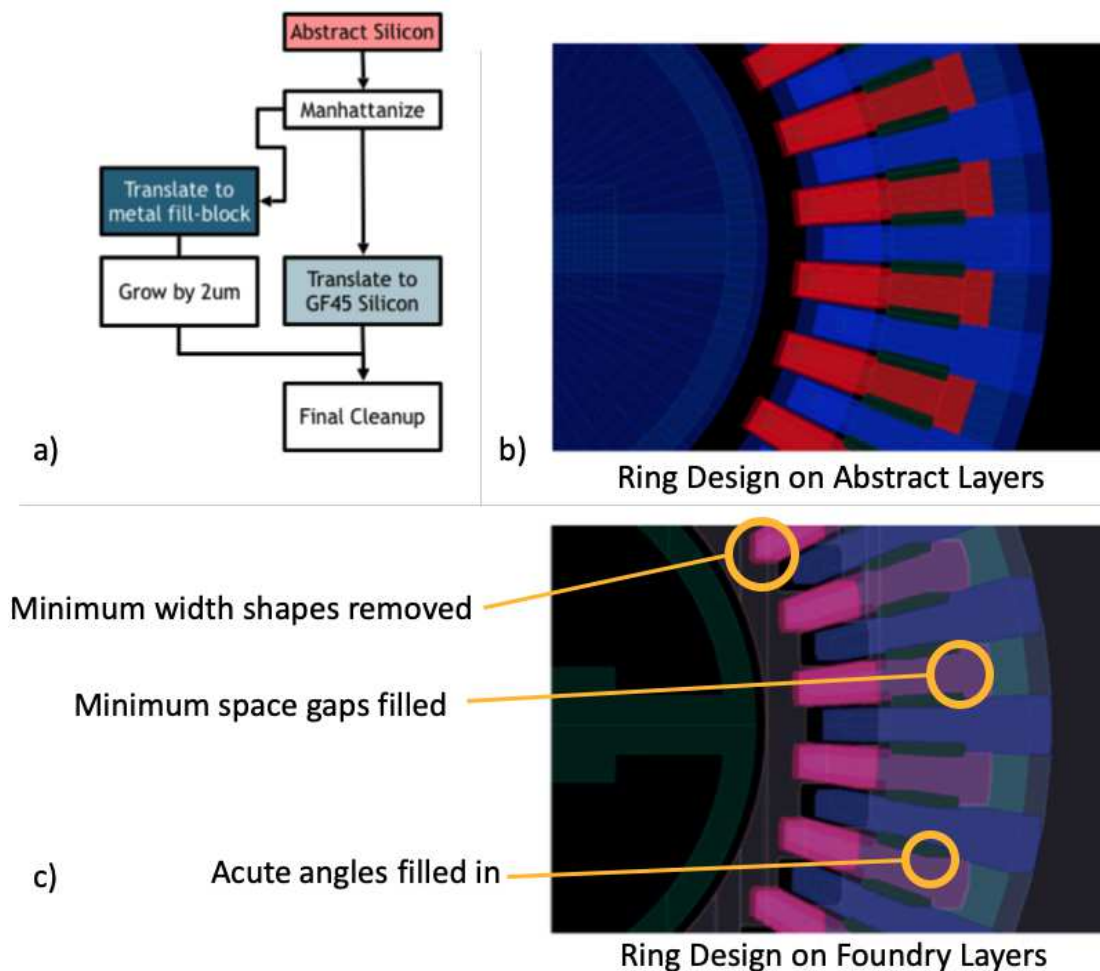 Abstract Silicon
Manhattanize
Translate to
metal fill-block
Grow by 2um
Translate to
GF45 Silicon
Final Cleanup
a)
b)
Ring Design on Abstract Layers
Minimum width shapes removed
Minimum space gaps filled
Acute angles filled in
c)
Ring Design on Foundry Layers